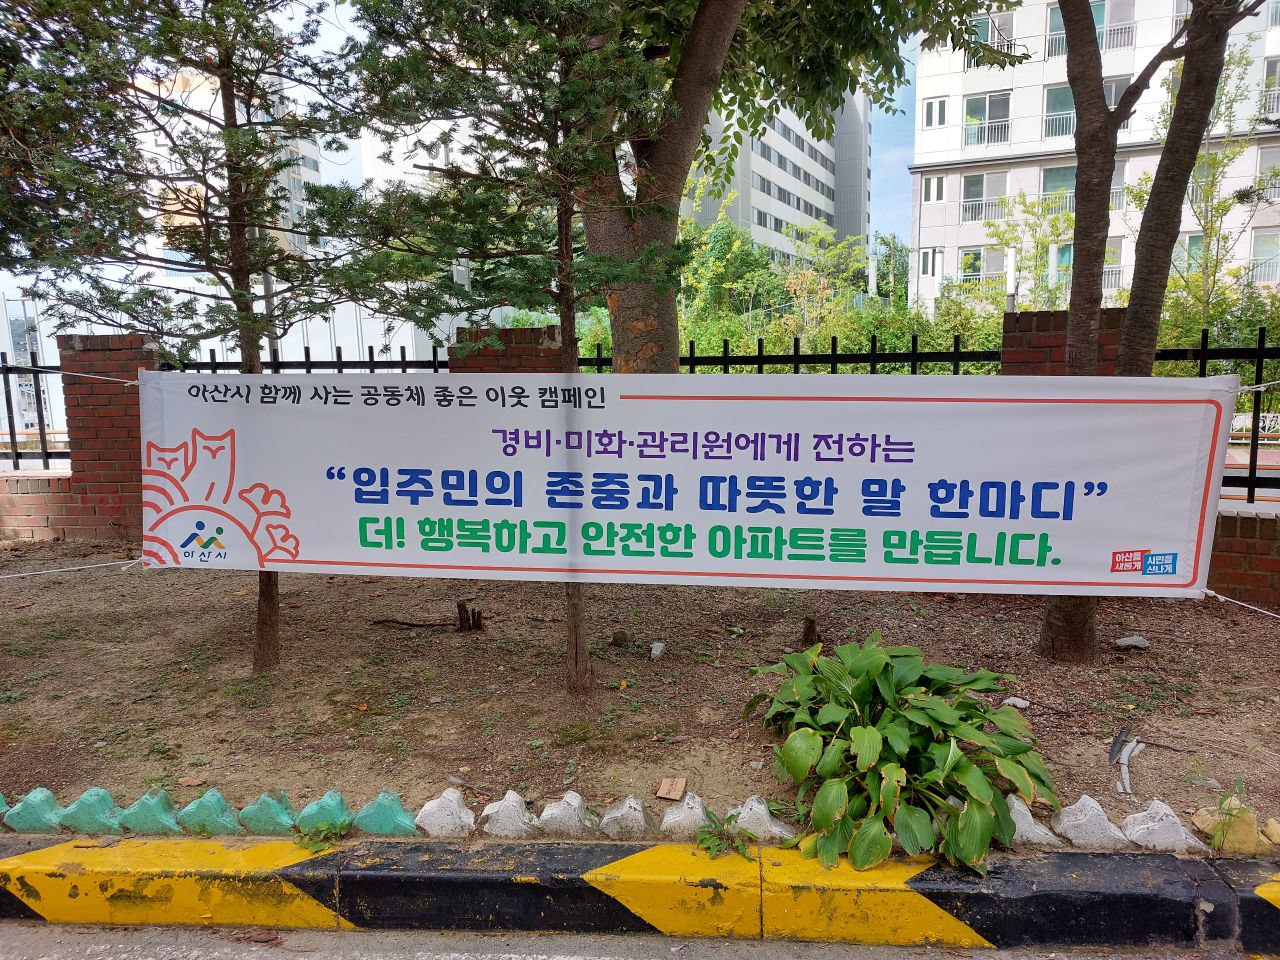 아산시 함께 사는 공동체 좋은 이웃 캠페인
경비·미화·관리원에게 전하는
“입주민의 존중과 따뜻한 말 한마디”
더! 행복하고 안전한 아파트를 만듭니다.
아산시
아산을 새롭게
시민을 신나게